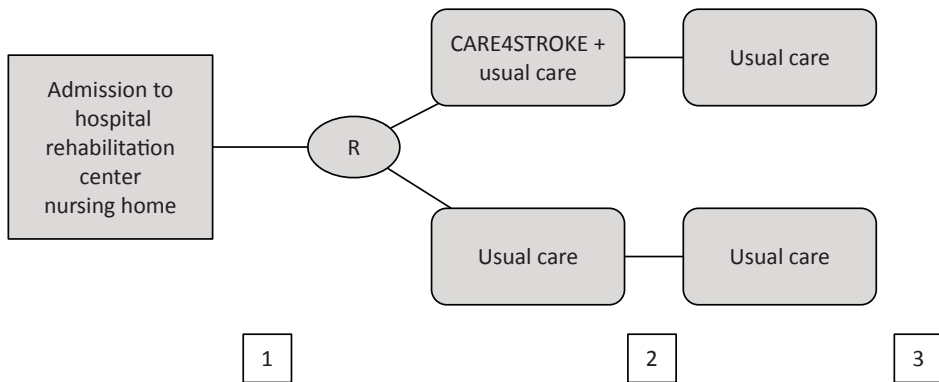 Admission to
hospital
rehabilitation
center
nursing home
R
CARE4STROKE +
usual care
Usual care
Usual care
Usual care
1
2
3